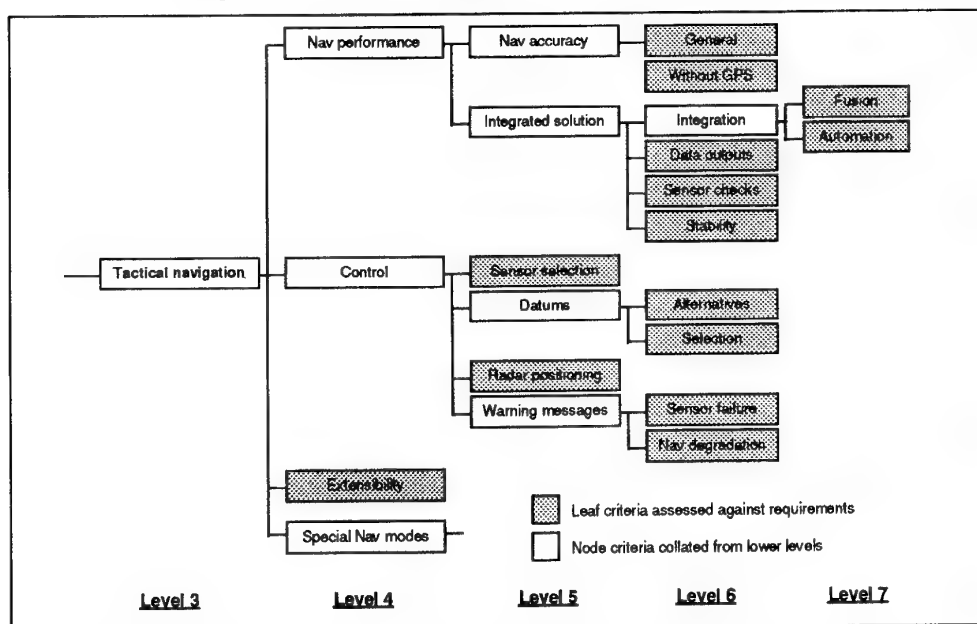 Nav performance
Nav accuracy
General
Without GPS
Fusion
Integrated solution
Integration
Automation
Data outputs
Sensor checks
Stability
Tactical navigation
Control
Sensor selection
Datums
Alternatives
Selection
Radar positioning
Warning messages
Sensor failure
Nav degradation
Extensibility
Leaf criteria assessed against requirements
Special Nav modes
Node criteria collated from lower levels
Level 3
Level 4
Level 5
Level 6
Level 7